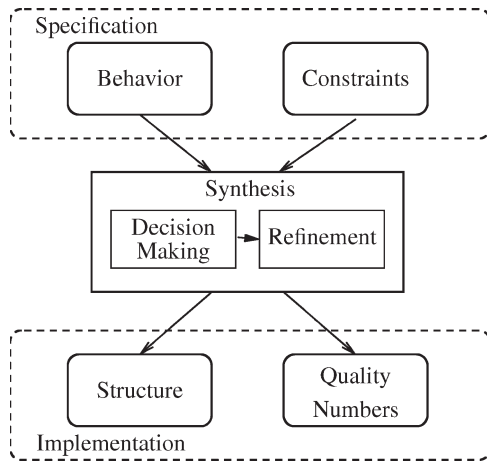 Specification
Behavior
Constraints
Synthesis
Decision
Making
Refinement
Structure
Quality
Numbers
Implementation